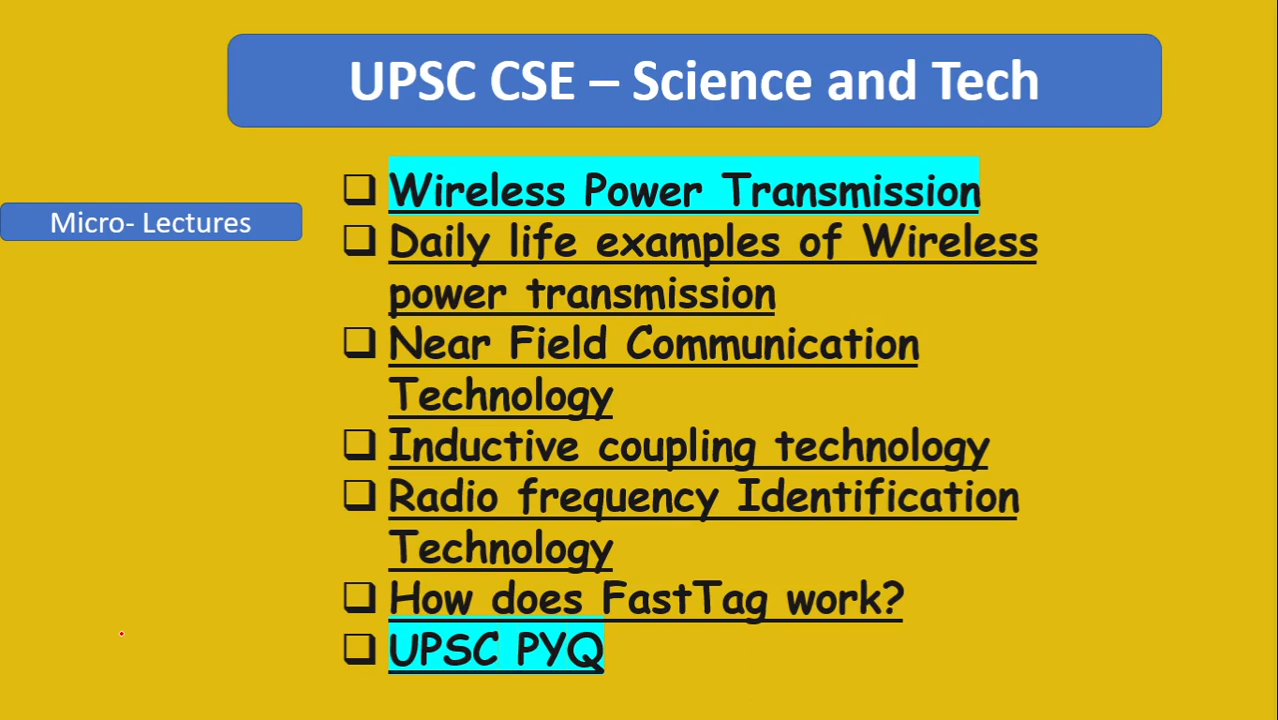 UPSC CSE – Science and Tech
Micro- Lectures
Wireless Power Transmission
Daily life examples of Wireless
power transmission
Near Field Communication
Technology
Inductive coupling technology
Radio frequency Identification
Technology
How does FastTag work?
UPSC PYQ